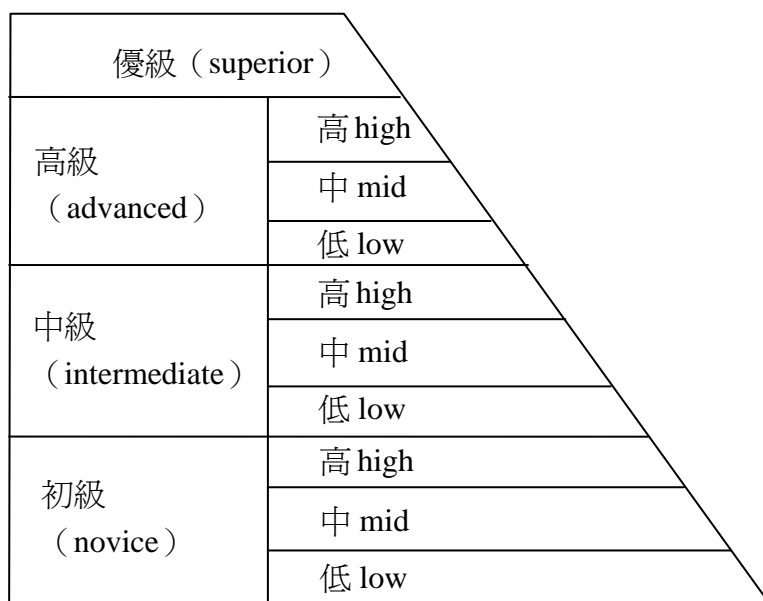 優級（superior）
高級
（advanced）
高 high
中 mid
低 low
中級
（intermediate）
高 high
中 mid
低 low
初級
（novice）
高 high
中 mid
低 low